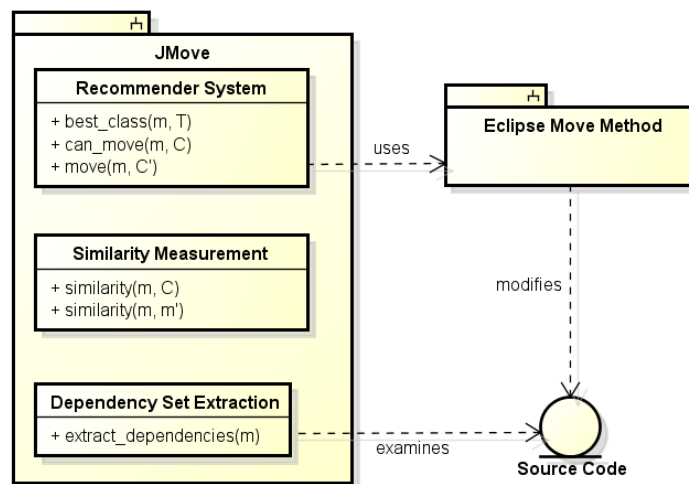 JMove
Recommender System
+ best_class(m, T)
+ can_move(m, C)
+ move(m, C')
uses
Eclipse Move Method
Similarity Measurement
+ similarity(m, C)
+ similarity(m, m')
modifies
Dependency Set Extraction
+ extract_dependencies(m)
examines
Source Code